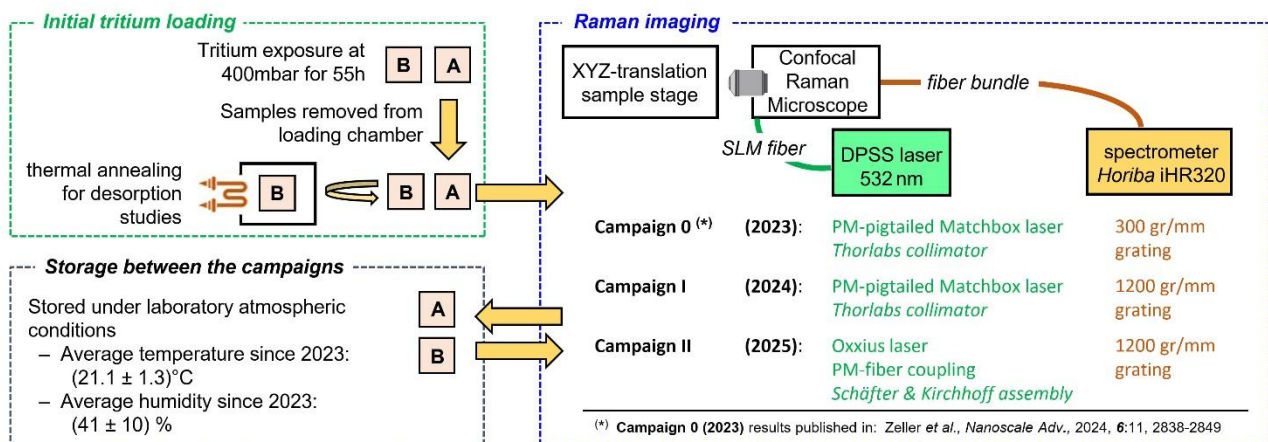 Initial tritium loading
Tritium exposure at
400mbar for 55h
B
A
Samples removed from
loading chamber
thermal annealing
for desorption
studies
B
B
A
Storage between the campaigns
Stored under laboratory atmospheric
conditions
– Average temperature since 2023:
(21.1 ± 1.3)°C
– Average humidity since 2023:
(41 ± 10) %
A
B
Raman imaging
XYZ-translation
sample stage
Confocal
Raman
Microscope
fiber bundle
SLM fiber
DPSS laser
532 nm
spectrometer
Horiba iHR320
Campaign 0 (*) (2023): PM-pigtailed Matchbox laser 300 gr/mm
Thorlabs collimator grating
Campaign I (2024): PM-pigtailed Matchbox laser 1200 gr/mm
Thorlabs collimator grating
Campaign II (2025): Oxxius laser 1200 gr/mm
PM-fiber coupling grating
Schäfter & Kirchhoff assembly
(*) Campaign 0 (2023) results published in: Zeller et al., Nanoscale Adv., 2024, 6:11, 2838-2849